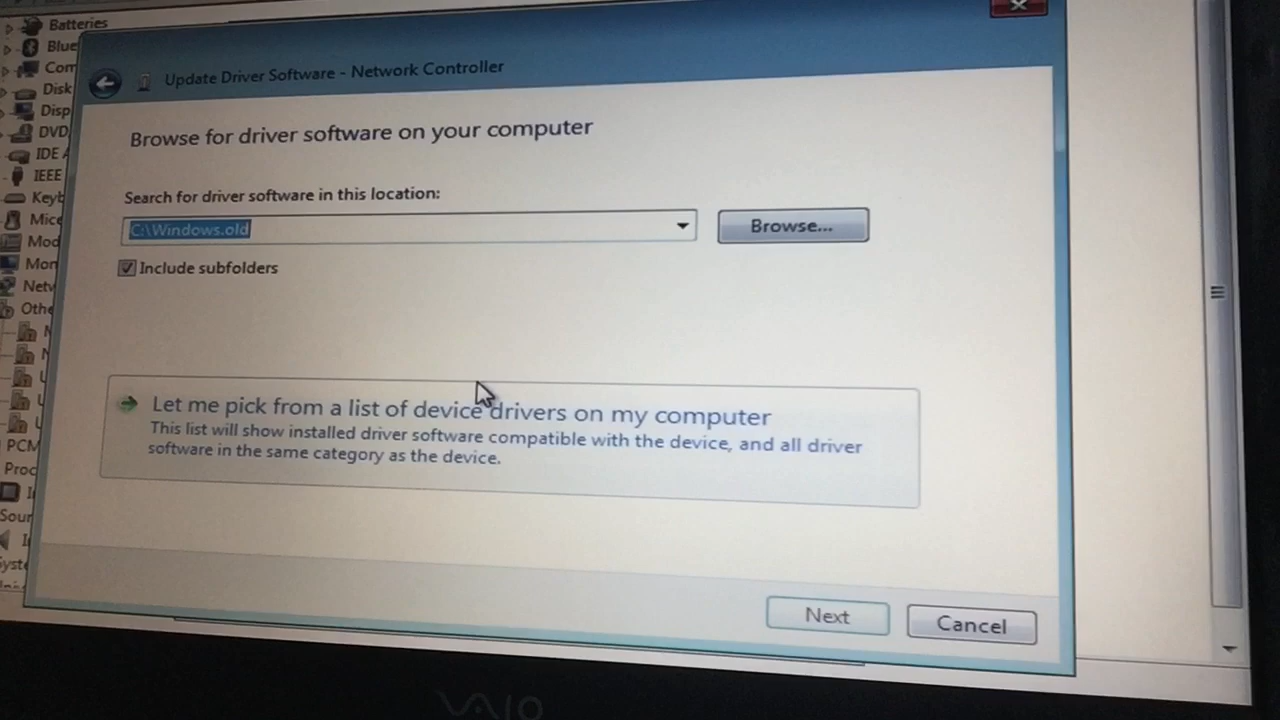 Batteries
Blue
Com
Disk
Disp
DVD
IDE A
IEEE
Keyb
Mice
Mod
Mon
Netw
Othe
PCM
Proc
Soun
Syste
Update Driver Software - Network Controller
Browse for driver software on your computer
Search for driver software in this location:
C:\Windows.old
Browse...
Include subfolders
Let me pick from a list of device drivers on my computer
This list will show installed driver software compatible with the device, and all driver
software in the same category as the device.
Next
Cancel
VAIO